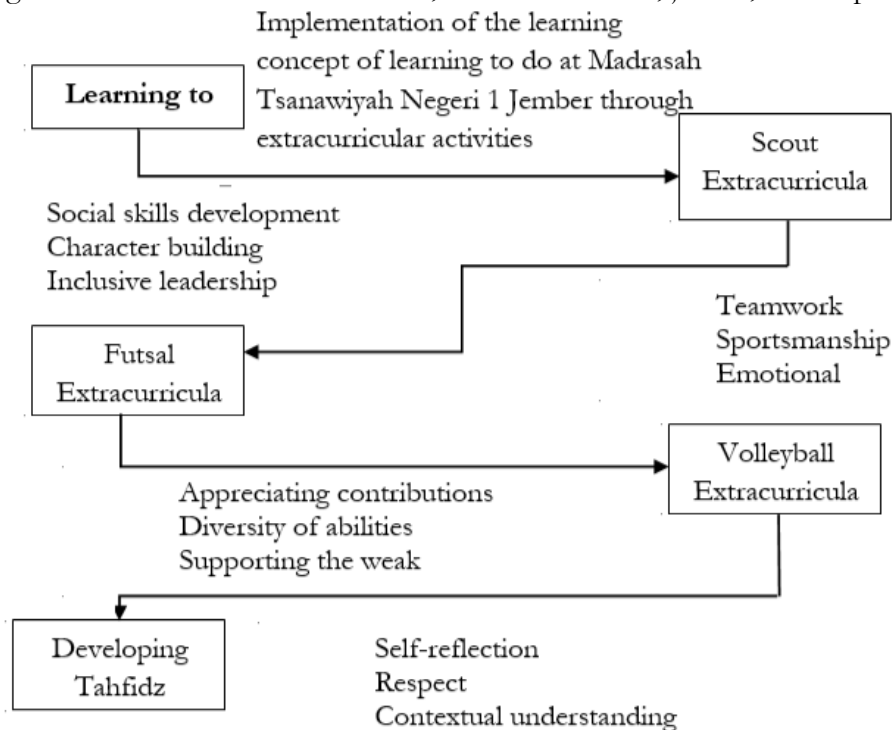 Implementation of the learning
concept of learning to do at Madrasah
Tsanawiyah Negeri 1 Jember through
extracurricular activities
Learning to
Scout
Extracurricula
Social skills development
Character building
Inclusive leadership
Teamwork
Sportsmanship
Emotional
Futsal
Extracurricula
Volleyball
Extracurricula
Appreciating contributions
Diversity of abilities
Supporting the weak
Developing
Tahfidz
Self-reflection
Respect
Contextual understanding